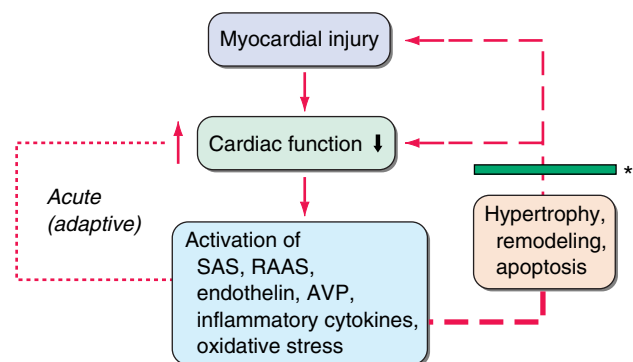 Myocardial injury
Cardiac function
Acute
(adaptive)
*
Hypertrophy,
remodeling,
apoptosis
Activation of
SAS, RAAS,
endothelin, AVP,
inflammatory cytokines,
oxidative stress